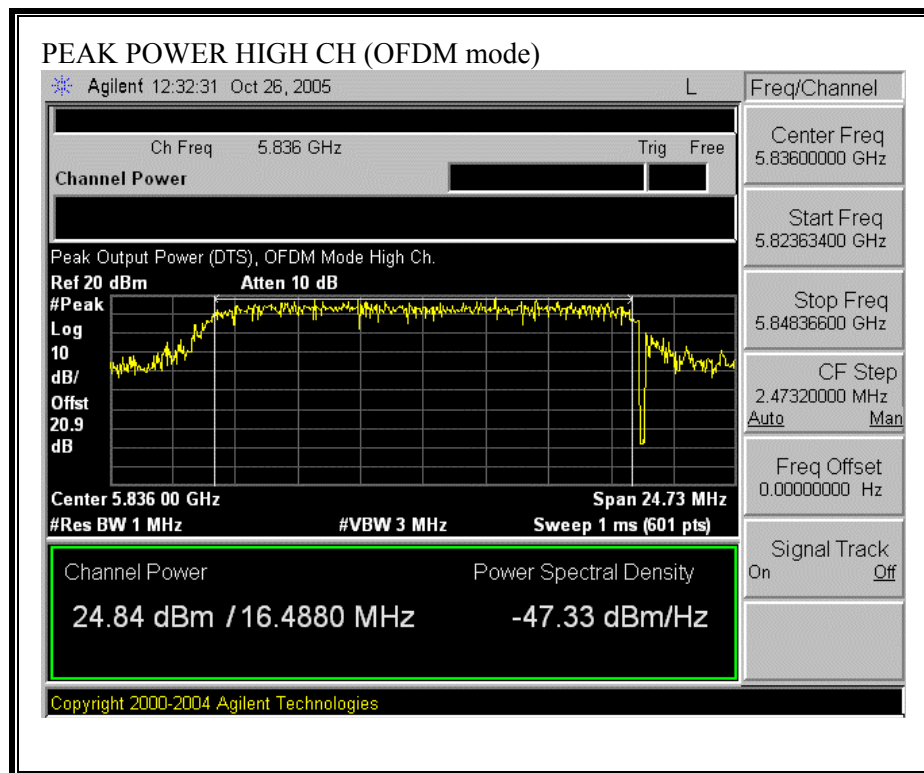 PEAK POWER HIGH CH (OFDM mode)
Agilent 12:32:31 Oct 26, 2005 L
Freq/Channel
Ch Freq 5.836 GHz Trig Free
Channel Power
Center Freq
5.83600000 GHz
Start Freq
5.82363400 GHz
Stop Freq
5.84836600 GHz
CF Step
2.47320000 MHz
Auto Man
Freq Offset
0.00000000 Hz
Signal Track
On Off
Peak Output Power (DTS), OFDM Mode High Ch.
Ref 20 dBm Atten 10 dB
#Peak
Log
10
dB/
Offst
20.9
dB
Center 5.836 00 GHz Span 24.73 MHz
#Res BW 1 MHz #VBW 3 MHz Sweep 1 ms (601 pts)
Channel Power Power Spectral Density
24.84 dBm / 16.4880 MHz -47.33 dBm/Hz
Copyright 2000-2004 Agilent Technologies